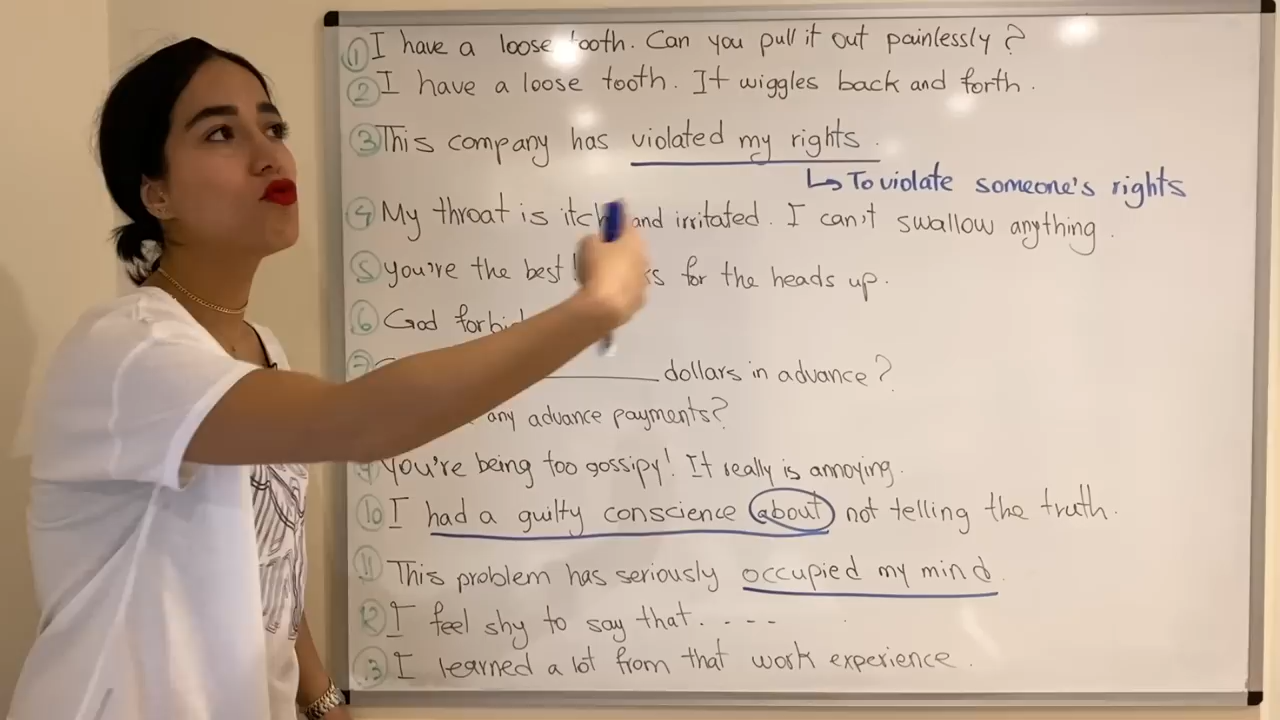 ① I have a loose tooth. Can you pull it out painlessly?
② I have a loose tooth. It wiggles back and forth.
③ This company has violated my rights.
↳ To violate someone's rights
④ My throat is and irritated. I can't swallow anything.
⑤ you're the best! for the heads up.
⑥ God
dollars in advance?
any advance payments?
9 you're being too gossipy! It really is annoying.
⑩ I had a guilty conscience about not telling the truth.
⑪ This problem has seriously occupied my mind
⑫ I feel shy to say that. ----
⑬ I learned a lot from that work experience.